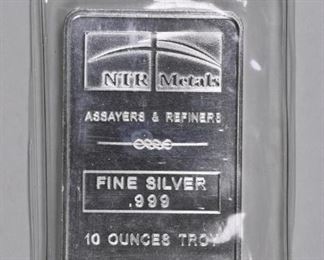 NTR Metals
ASSAYERS & REFINERS
FINE SILVER
.999
10 OUNCES TROY